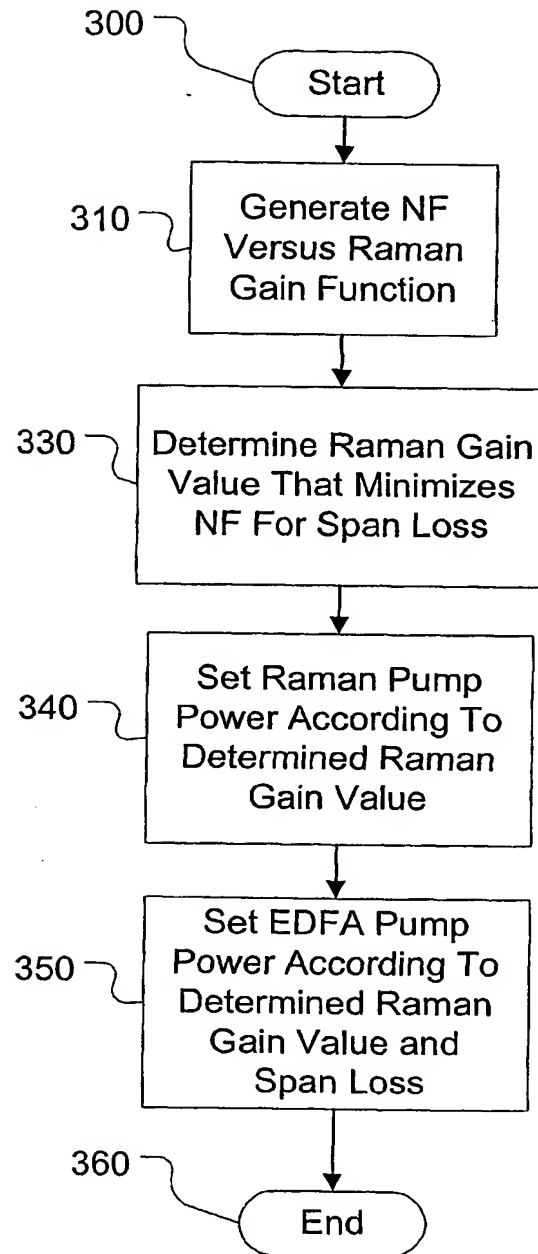 300
Start
310
Generate NF
Versus Raman
Gain Function
330
Determine Raman Gain
Value That Minimizes
NF For Span Loss
340
Set Raman Pump
Power According To
Determined Raman
Gain Value
350
Set EDFA Pump
Power According To
Determined Raman
Gain Value and
Span Loss
360
End